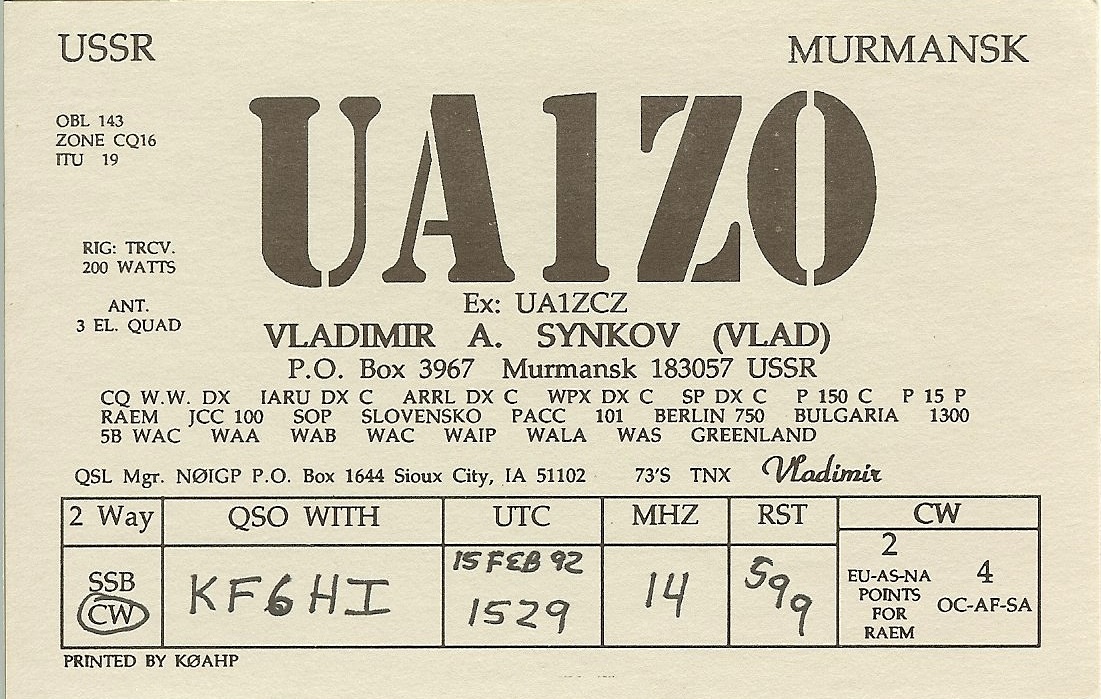 USSR
MURMANSK
OBL 143
ZONE CQ16
ITU 19
UA1ZO
RIG: TRCV.
200 WATTS
ANT.
3 EL. QUAD
Ex: UA1ZCZ
VLADIMIR A. SYNKOV (VLAD)
P.O. Box 3967 Murmansk 183057 USSR
CQ W.W. DX IARU DX C ARRL DX C WPX DX C SP DX C P 150 C P 15 P
RAEM JCC 100 SOP SLOVENSKO PACC 101 BERLIN 750 BULGARIA 1300
5B WAC WAA WAB WAC WAIP WALA WAS GREENLAND
QSL Mgr. NØIGP P.O. Box 1644 Sioux City, IA 51102 73'S TNX Vladimir
2 Way QSO WITH UTC MHZ RST CW
SSB
CW
KF6HI
15 FEB 92
1529
14
599
2
EU-AS-NA
POINTS
FOR
RAEM
4
OC-AF-SA
PRINTED BY KØAHP